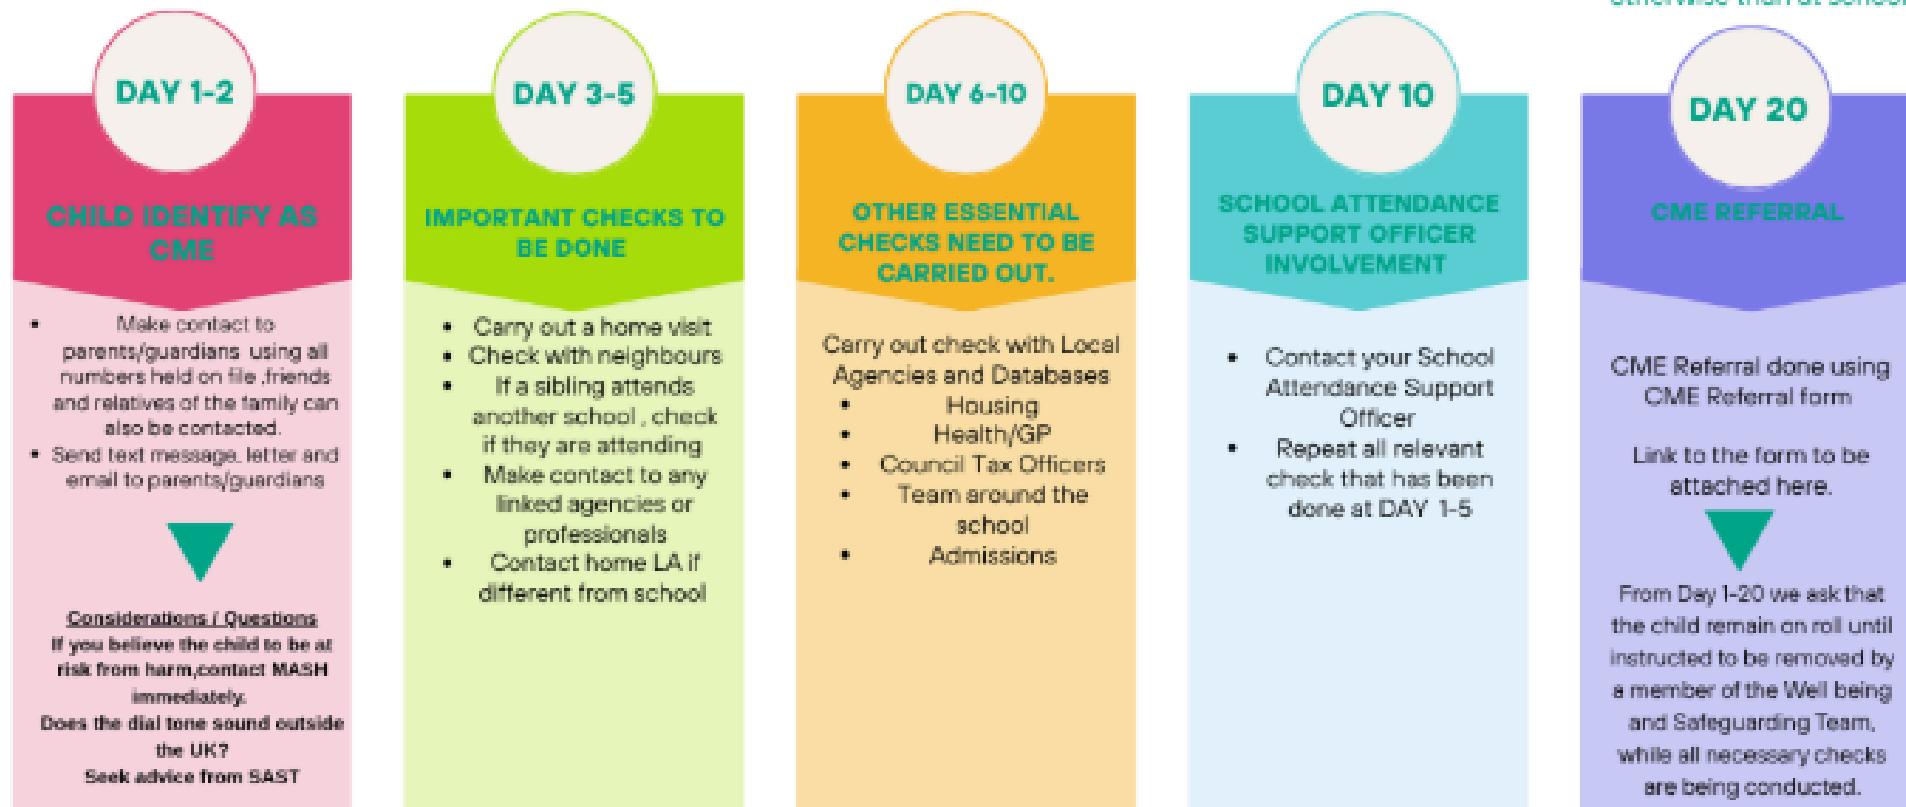 otherwise than at school
DAY 1-2
CHILD IDENTIFY AS
CME
• Make contact to
parents/guardians using all
numbers held on file ,friends
and relatives of the family can
also be contacted.
• Send text message, letter and
email to parents/guardians
Considerations / Questions
If you believe the child to be at
risk from harm,contact MASH
immediately.
Does the dial tone sound outside
the UK?
Seek advice from SAST
DAY 3-5
IMPORTANT CHECKS TO
BE DONE
• Carry out a home visit
• Check with neighbours
• If a sibling attends
another school , check
if they are attending
• Make contact to any
linked agencies or
professionals
• Contact home LA if
different from school
DAY 6-10
OTHER ESSENTIAL
CHECKS NEED TO BE
CARRIED OUT.
Carry out check with Local
Agencies and Databases
• Housing
• Health/GP
• Council Tax Officers
• Team around the
school
• Admissions
DAY 10
SCHOOL ATTENDANCE
SUPPORT OFFICER
INVOLVEMENT
• Contact your School
Attendance Support
Officer
• Repeat all relevant
check that has been
done at DAY 1-5
DAY 20
CME REFERRAL
CME Referral done using
CME Referral form
Link to the form to be
attached here.
From Day 1-20 we ask that
the child remain on roll until
instructed to be removed by
a member of the Well being
and Safeguarding Team,
while all necessary checks
are being conducted.